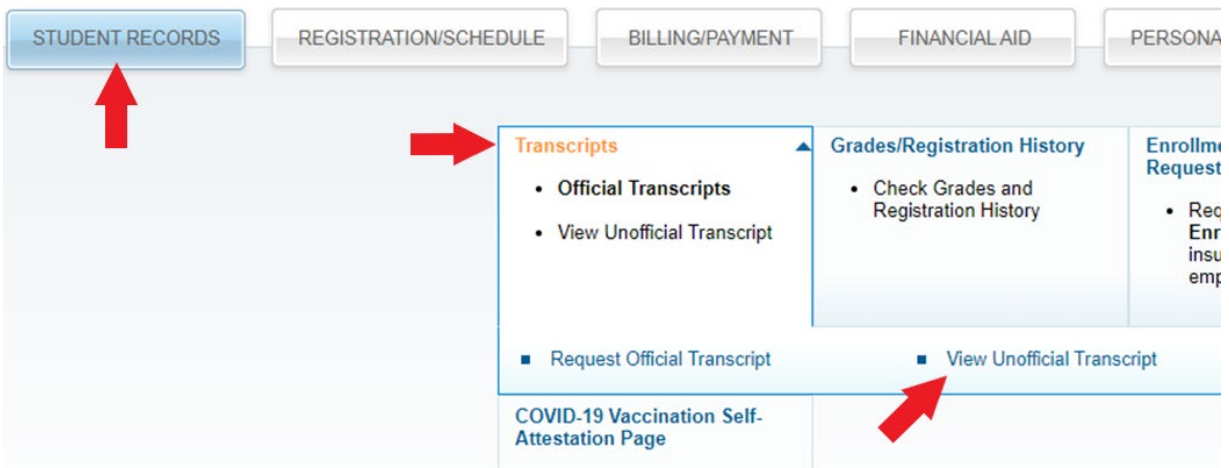 STUDENT RECORDS
REGISTRATION/SCHEDULE
BILLING/PAYMENT
FINANCIAL AID
Transcripts
• Official Transcripts
• View Unofficial Transcript
Grades/Registration History
• Check Grades and
Registration History
Request
Request Official Transcript
View Unofficial Transcript
COVID-19 Vaccination Self-
Attestation Page